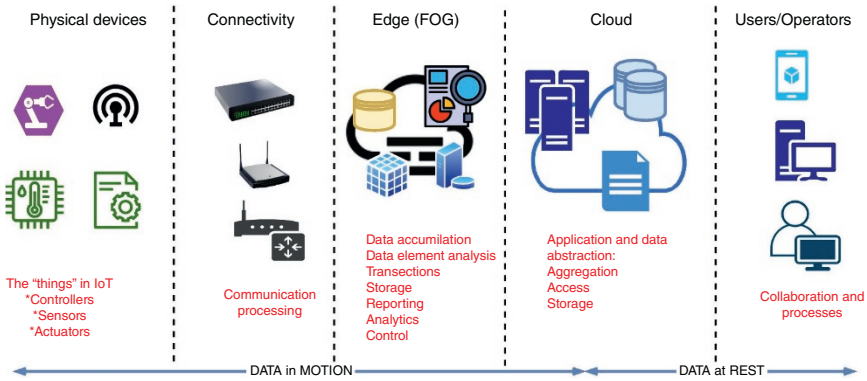 Physical devices
Connectivity
Edge (FOG)
Cloud
Users/Operators
The “things” in IoT
*Controllers
*Sensors
*Actuators
Communication
processing
Data accumilation
Data element analysis
Transections
Storage
Reporting
Analytics
Control
Application and data
abstraction:
Aggregation
Access
Storage
Collaboration and
processes
DATA in MOTION
DATA at REST